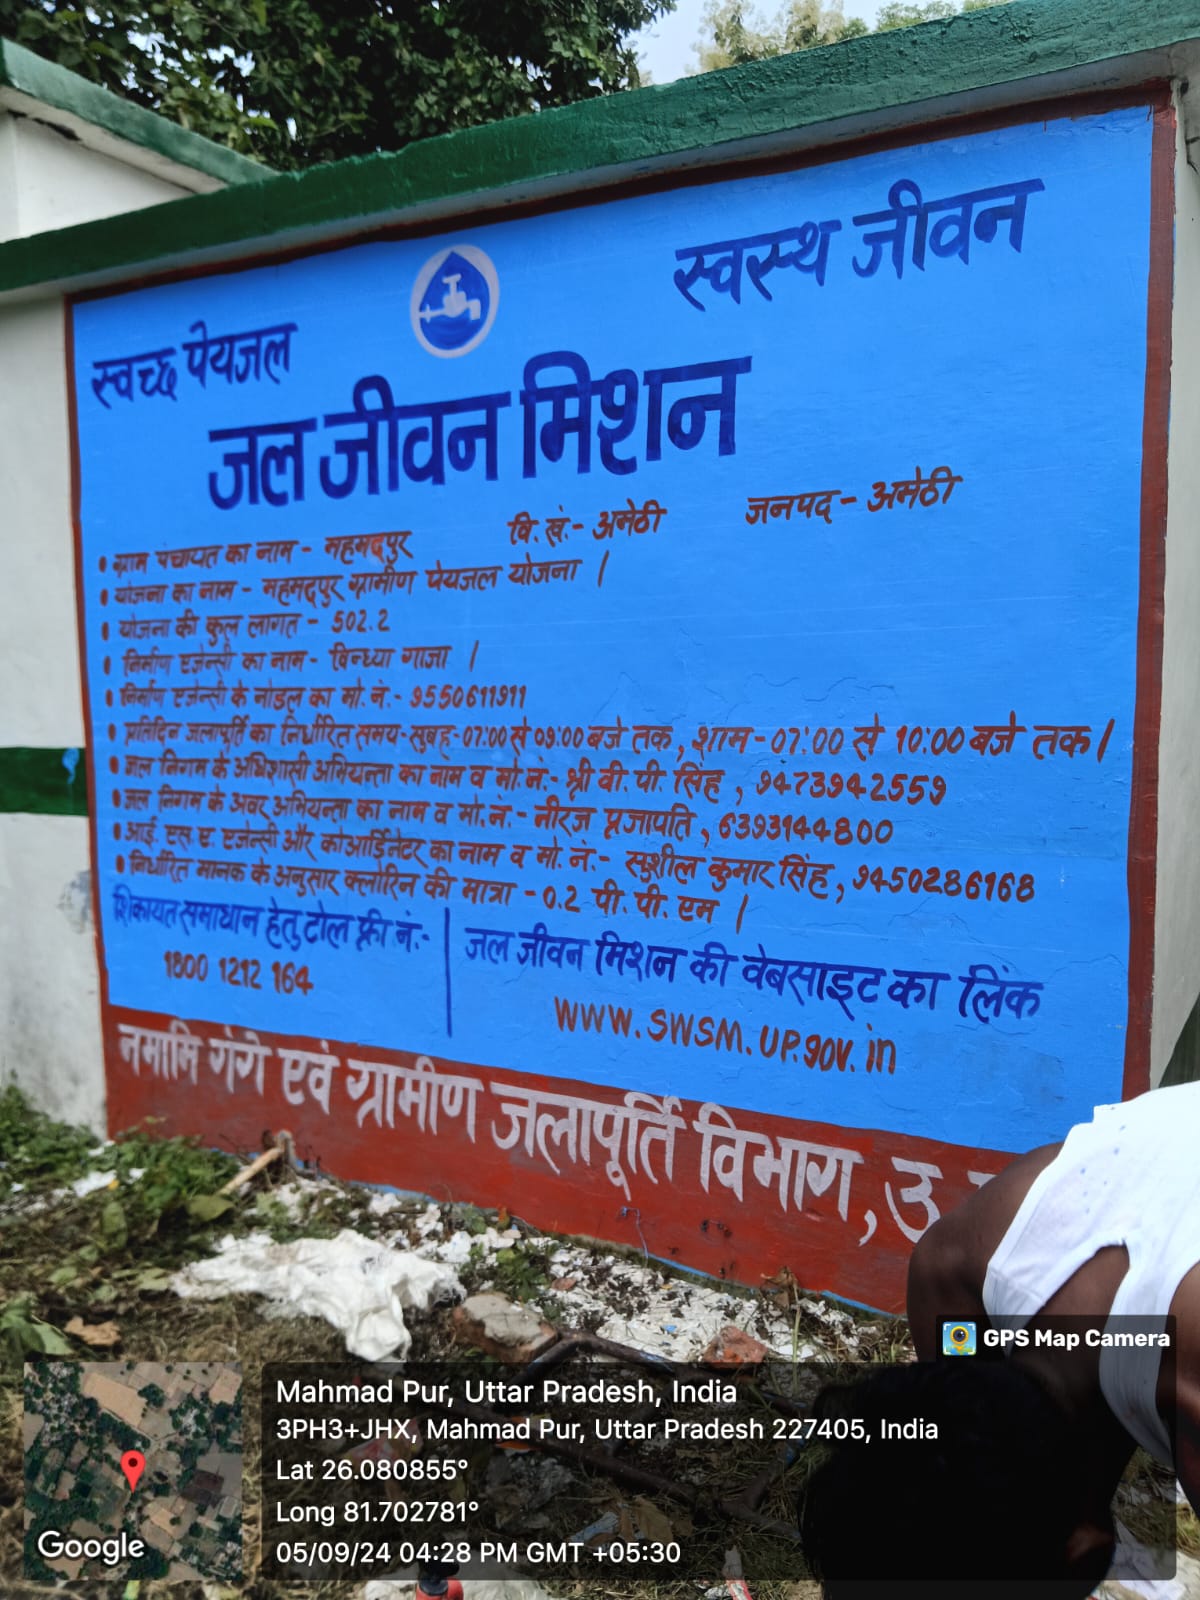 स्वच्छ पेयजल
स्वस्थ जीवन
जल जीवन मिशन
• ग्राम पंचायत का नाम - महमदपुर वि. खं.- अमेठी जनपद - अमेठी
• योजना का नाम - महमदपुर ग्रामीण पेयजल योजना |
• योजना की कुल लागत - 502.2
• निर्माण एजेन्सी का नाम - विन्ध्या गाजा |
• निर्माण एजेन्सी के नोडल का मो. नं.- 9550611911
• प्रतिदिन जलापूर्ति का निर्धारित समय-सुबह-07:00 से 09:00 बजे तक, शाम-07:00 से 10:00 बजे तक |
• जल निगम के अधिशासी अभियन्ता का नाम व मो. नं.- श्री वी. पी. सिंह, 9473942559
• जल निगम के अवर अभियन्ता का नाम व मो. नं.- नीरज प्रजापति, 6393144800
• आई. एस. ए. एजेन्सी और कोआर्डिनेटर का नाम व मो. नं.- सुशील कुमार सिंह, 9450286168
• निर्धारित मानक के अनुसार क्लोरिन की मात्रा - 0.2 पी. पी. एम |
शिकायत समाधान हेतु टोल फ्री नं.-
1800 1212 164
जल जीवन मिशन की वेबसाइट का लिंक
www.swsm.up.gov.in
नमामि गंगे एवं ग्रामीण जलापूर्ति विभाग, उ
GPS Map Camera
Mahmad Pur, Uttar Pradesh, India
3PH3+JHX, Mahmad Pur, Uttar Pradesh 227405, India
Lat 26.080855°
Long 81.702781°
05/09/24 04:28 PM GMT +05:30
Google